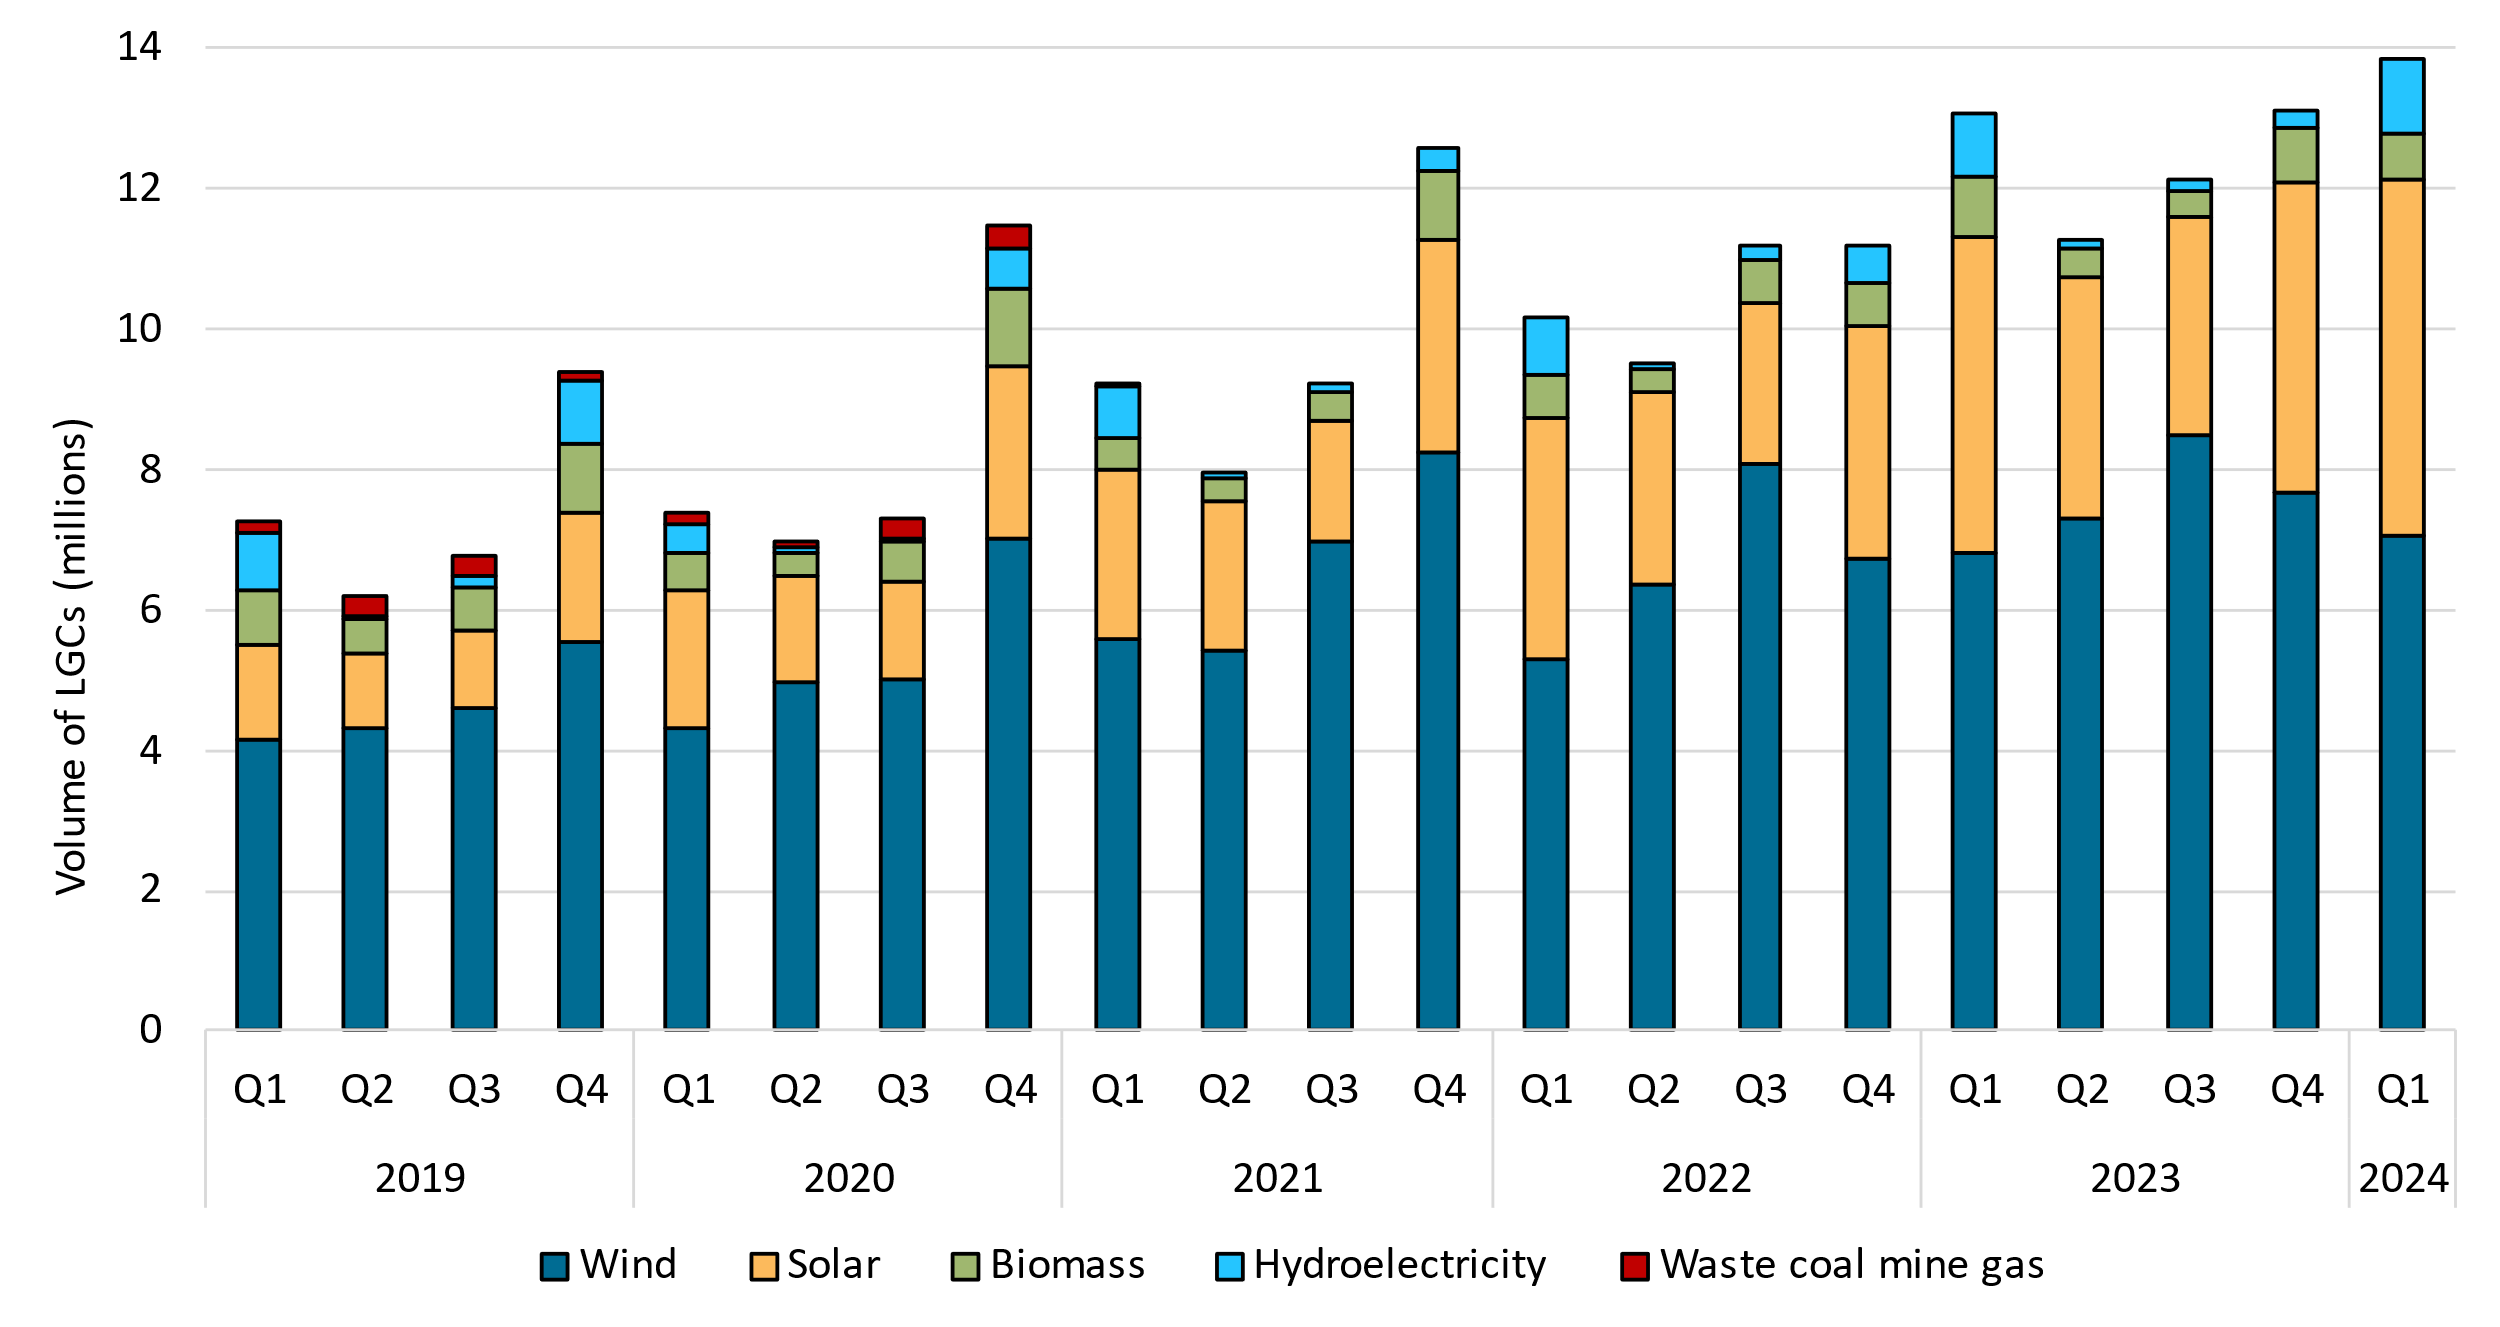 Volume of LGCs (millions)
14
12
10
8
6
4
2
0
Q1 Q2 Q3 Q4 Q1 Q2 Q3 Q4 Q1 Q2 Q3 Q4 Q1 Q2 Q3 Q4 Q1 Q2 Q3 Q4 Q1
2019 2020 2021 2022 2023 2024
Wind Solar Biomass Hydroelectricity Waste coal mine gas